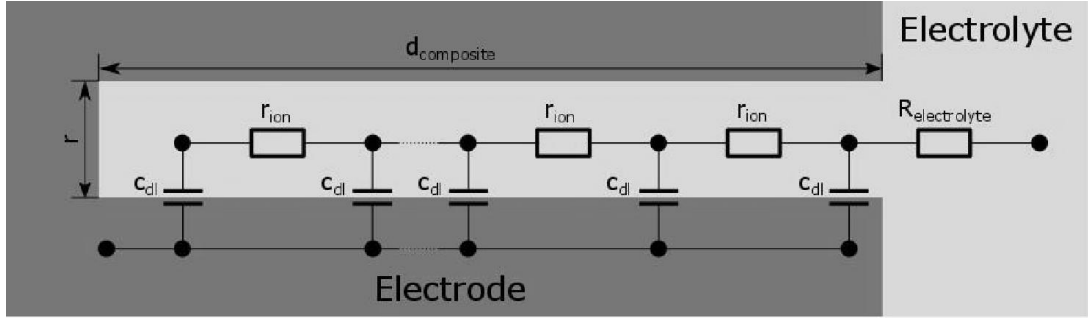 Electrolyte
d_composite
r_ion r_ion r_ion R_electrolyte
r
c_dl c_dl c_dl c_dl c_dl
Electrode